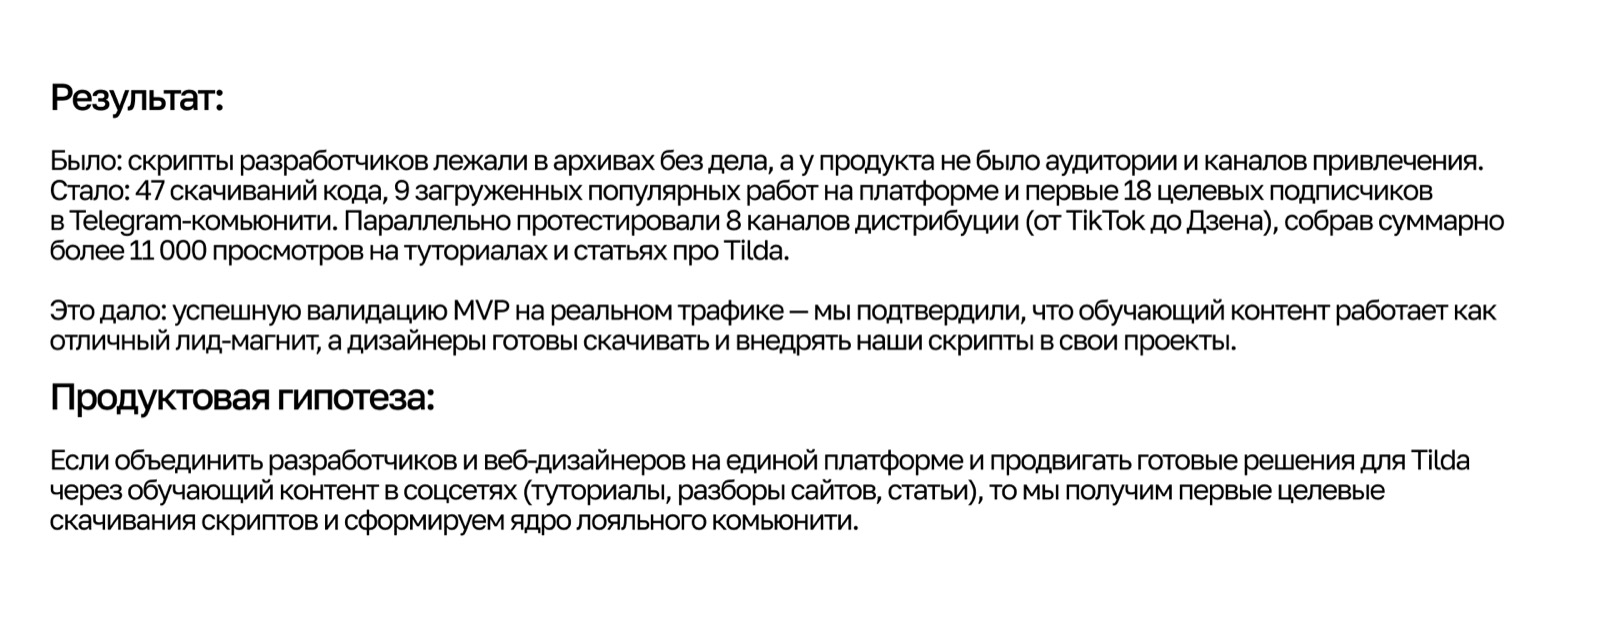 Результат:
Было: скрипты разработчиков лежали в архивах без дела, а у продукта не было аудитории и каналов привлечения.
Стало: 47 скачиваний кода, 9 загруженных популярных работ на платформе и первые 18 целевых подписчиков
в Telegram-комьюнити. Параллельно протестировали 8 каналов дистрибуции (от TikTok до Дзена), собрав суммарно
более 11 000 просмотров на туториалах и статьях про Tilda.
Это дало: успешную валидацию MVP на реальном трафике — мы подтвердили, что обучающий контент работает как
отличный лид-магнит, а дизайнеры готовы скачивать и внедрять наши скрипты в свои проекты.
Продуктовая гипотеза:
Если объединить разработчиков и веб-дизайнеров на единой платформе и продвигать готовые решения для Tilda
через обучающий контент в соцсетях (туториалы, разборы сайтов, статьи), то мы получим первые целевые
скачивания скриптов и сформируем ядро лояльного комьюнити.